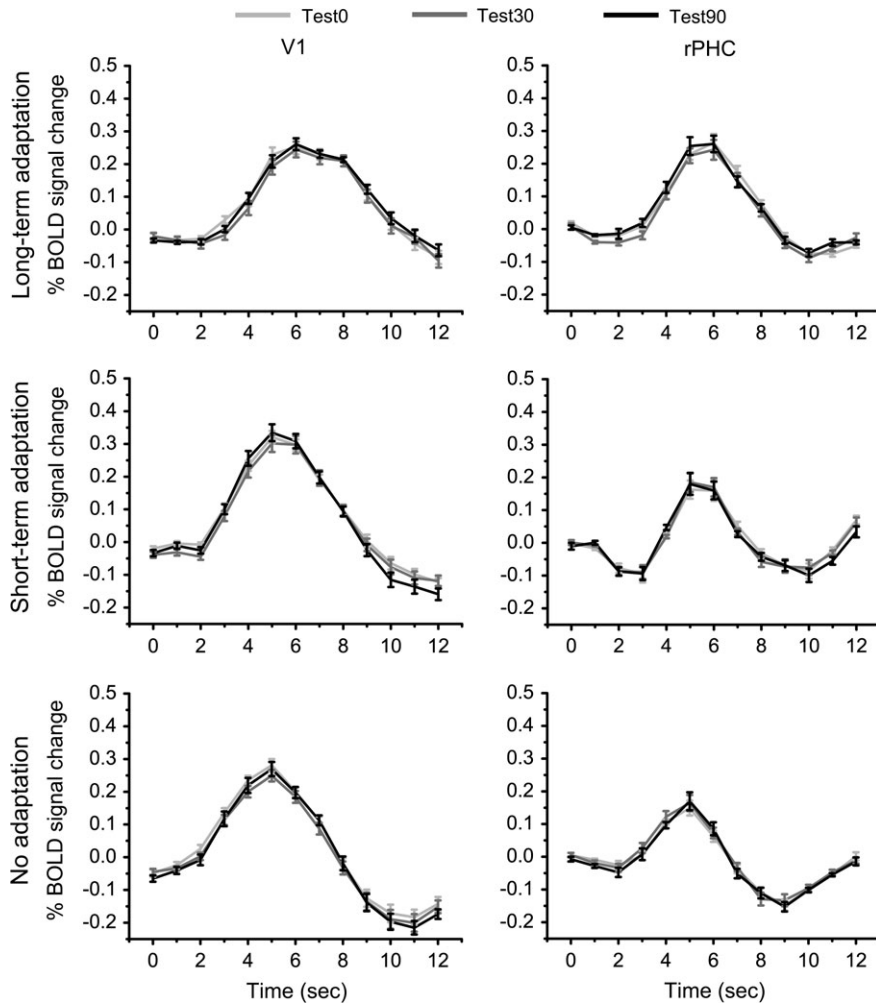 Test0 Test30 Test90
V1 rPHC
Long-term adaptation
% BOLD signal change
0.5 0.4 0.3 0.2 0.1 0.0 -0.1 -0.2
0 2 4 6 8 10 12
0.5 0.4 0.3 0.2 0.1 0.0 -0.1 -0.2
0 2 4 6 8 10 12
Short-term adaptation
% BOLD signal change
0.5 0.4 0.3 0.2 0.1 0.0 -0.1 -0.2
0 2 4 6 8 10 12
0.5 0.4 0.3 0.2 0.1 0.0 -0.1 -0.2
0 2 4 6 8 10 12
No adaptation
% BOLD signal change
0.5 0.4 0.3 0.2 0.1 0.0 -0.1 -0.2
0 2 4 6 8 10 12
Time (sec)
0.5 0.4 0.3 0.2 0.1 0.0 -0.1 -0.2
0 2 4 6 8 10 12
Time (sec)